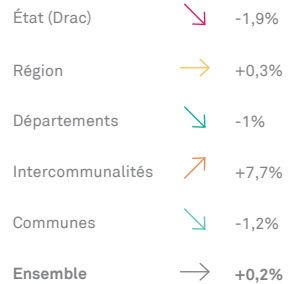 État (Drac) -1,9%
Région +0,3%
Départements -1%
Intercommunalités +7,7%
Communes -1,2%
Ensemble +0,2%